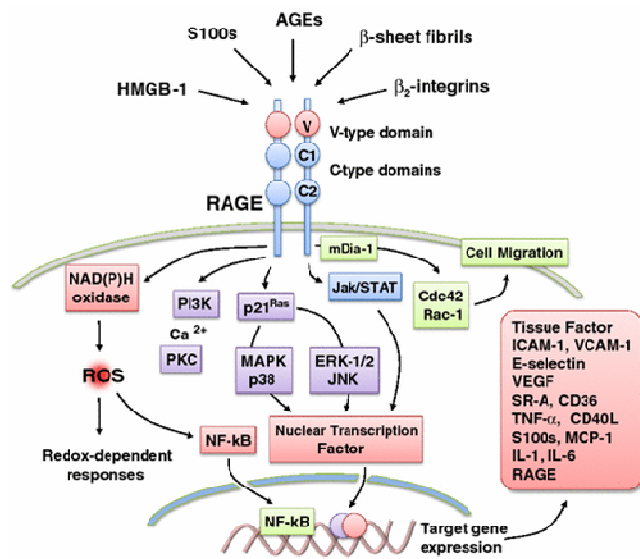 AGEs
S100s
β-sheet fibrils
HMGB-1
β2-integrins
V
V-type domain
C1
C-type domains
C2
RAGE
mDia-1
Cell Migration
NAD(P)H
oxidase
PI3K
p21Ras
Jak/STAT
Cdc42
Rac-1
Ca 2+
PKC
MAPK
p38
ERK-1/2
JNK
ROS
Tissue Factor
ICAM-1, VCAM-1
E-selectin
VEGF
SR-A, CD36
TNF-α, CD40L
S100s, MCP-1
IL-1, IL-6
RAGE
NF-kB
Nuclear Transcription
Factor
Redox-dependent
responses
NF-kB
Target gene
expression